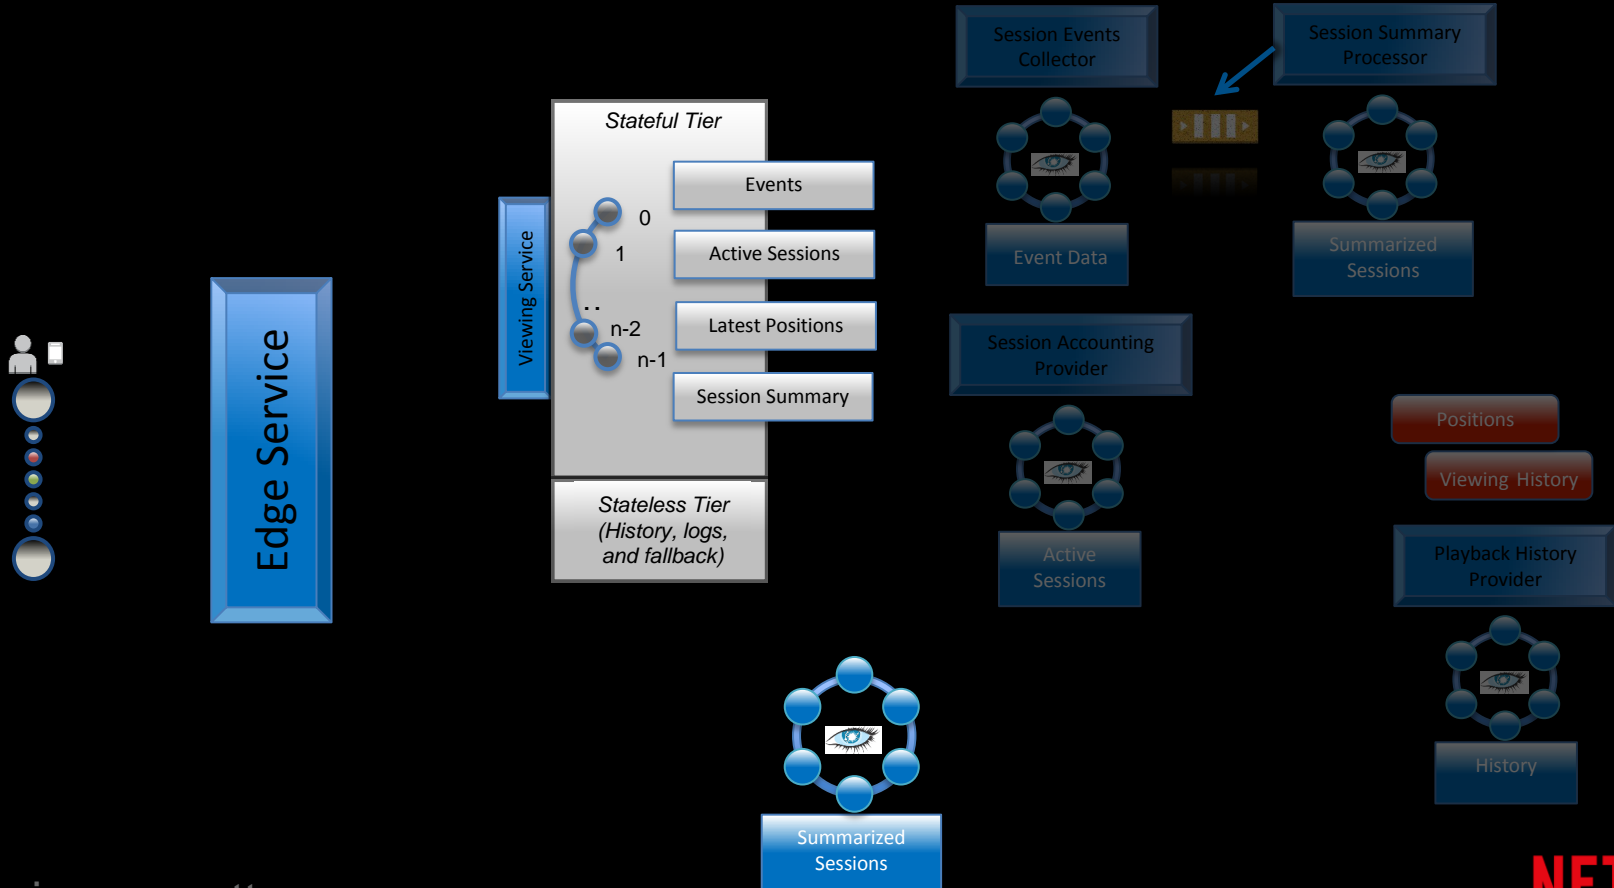 Session Events
Collector
Session Summary
Processor
Stateful Tier
Events
0
1
Active Sessions
..
Latest Positions
n-2
n-1
Session Summary
Viewing Service
Edge Service
Stateless Tier
(History, logs,
and fallback)
Event Data
Summarized
Sessions
Session Accounting
Provider
Active
Sessions
Positions
Viewing History
Playback History
Provider
History
Summarized
Sessions